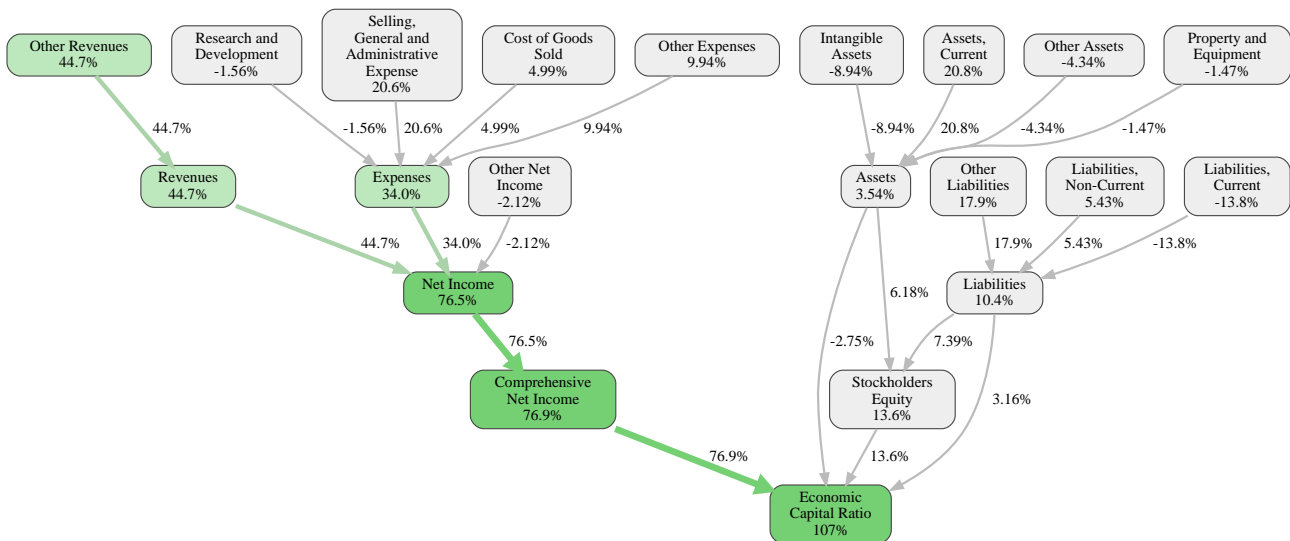 Other Revenues
44.7%
Research and
Development
-1.56%
Selling,
General and
Administrative
Expense
20.6%
Cost of Goods
Sold
4.99%
Other Expenses
9.94%
Intangible
Assets
-8.94%
Assets,
Current
20.8%
Other Assets
-4.34%
Property and
Equipment
-1.47%
44.7%
-1.56%
20.6%
4.99%
9.94%
-8.94%
20.8%
-4.34%
-1.47%
Revenues
44.7%
Expenses
34.0%
Other Net
Income
-2.12%
Assets
3.54%
Other
Liabilities
17.9%
Liabilities,
Non-Current
5.43%
Liabilities,
Current
-13.8%
44.7%
34.0%
-2.12%
17.9%
5.43%
-13.8%
Net Income
76.5%
6.18%
Liabilities
10.4%
76.5%
-2.75%
7.39%
Comprehensive
Net Income
76.9%
Stockholders
Equity
13.6%
3.16%
76.9%
13.6%
Economic
Capital Ratio
107%